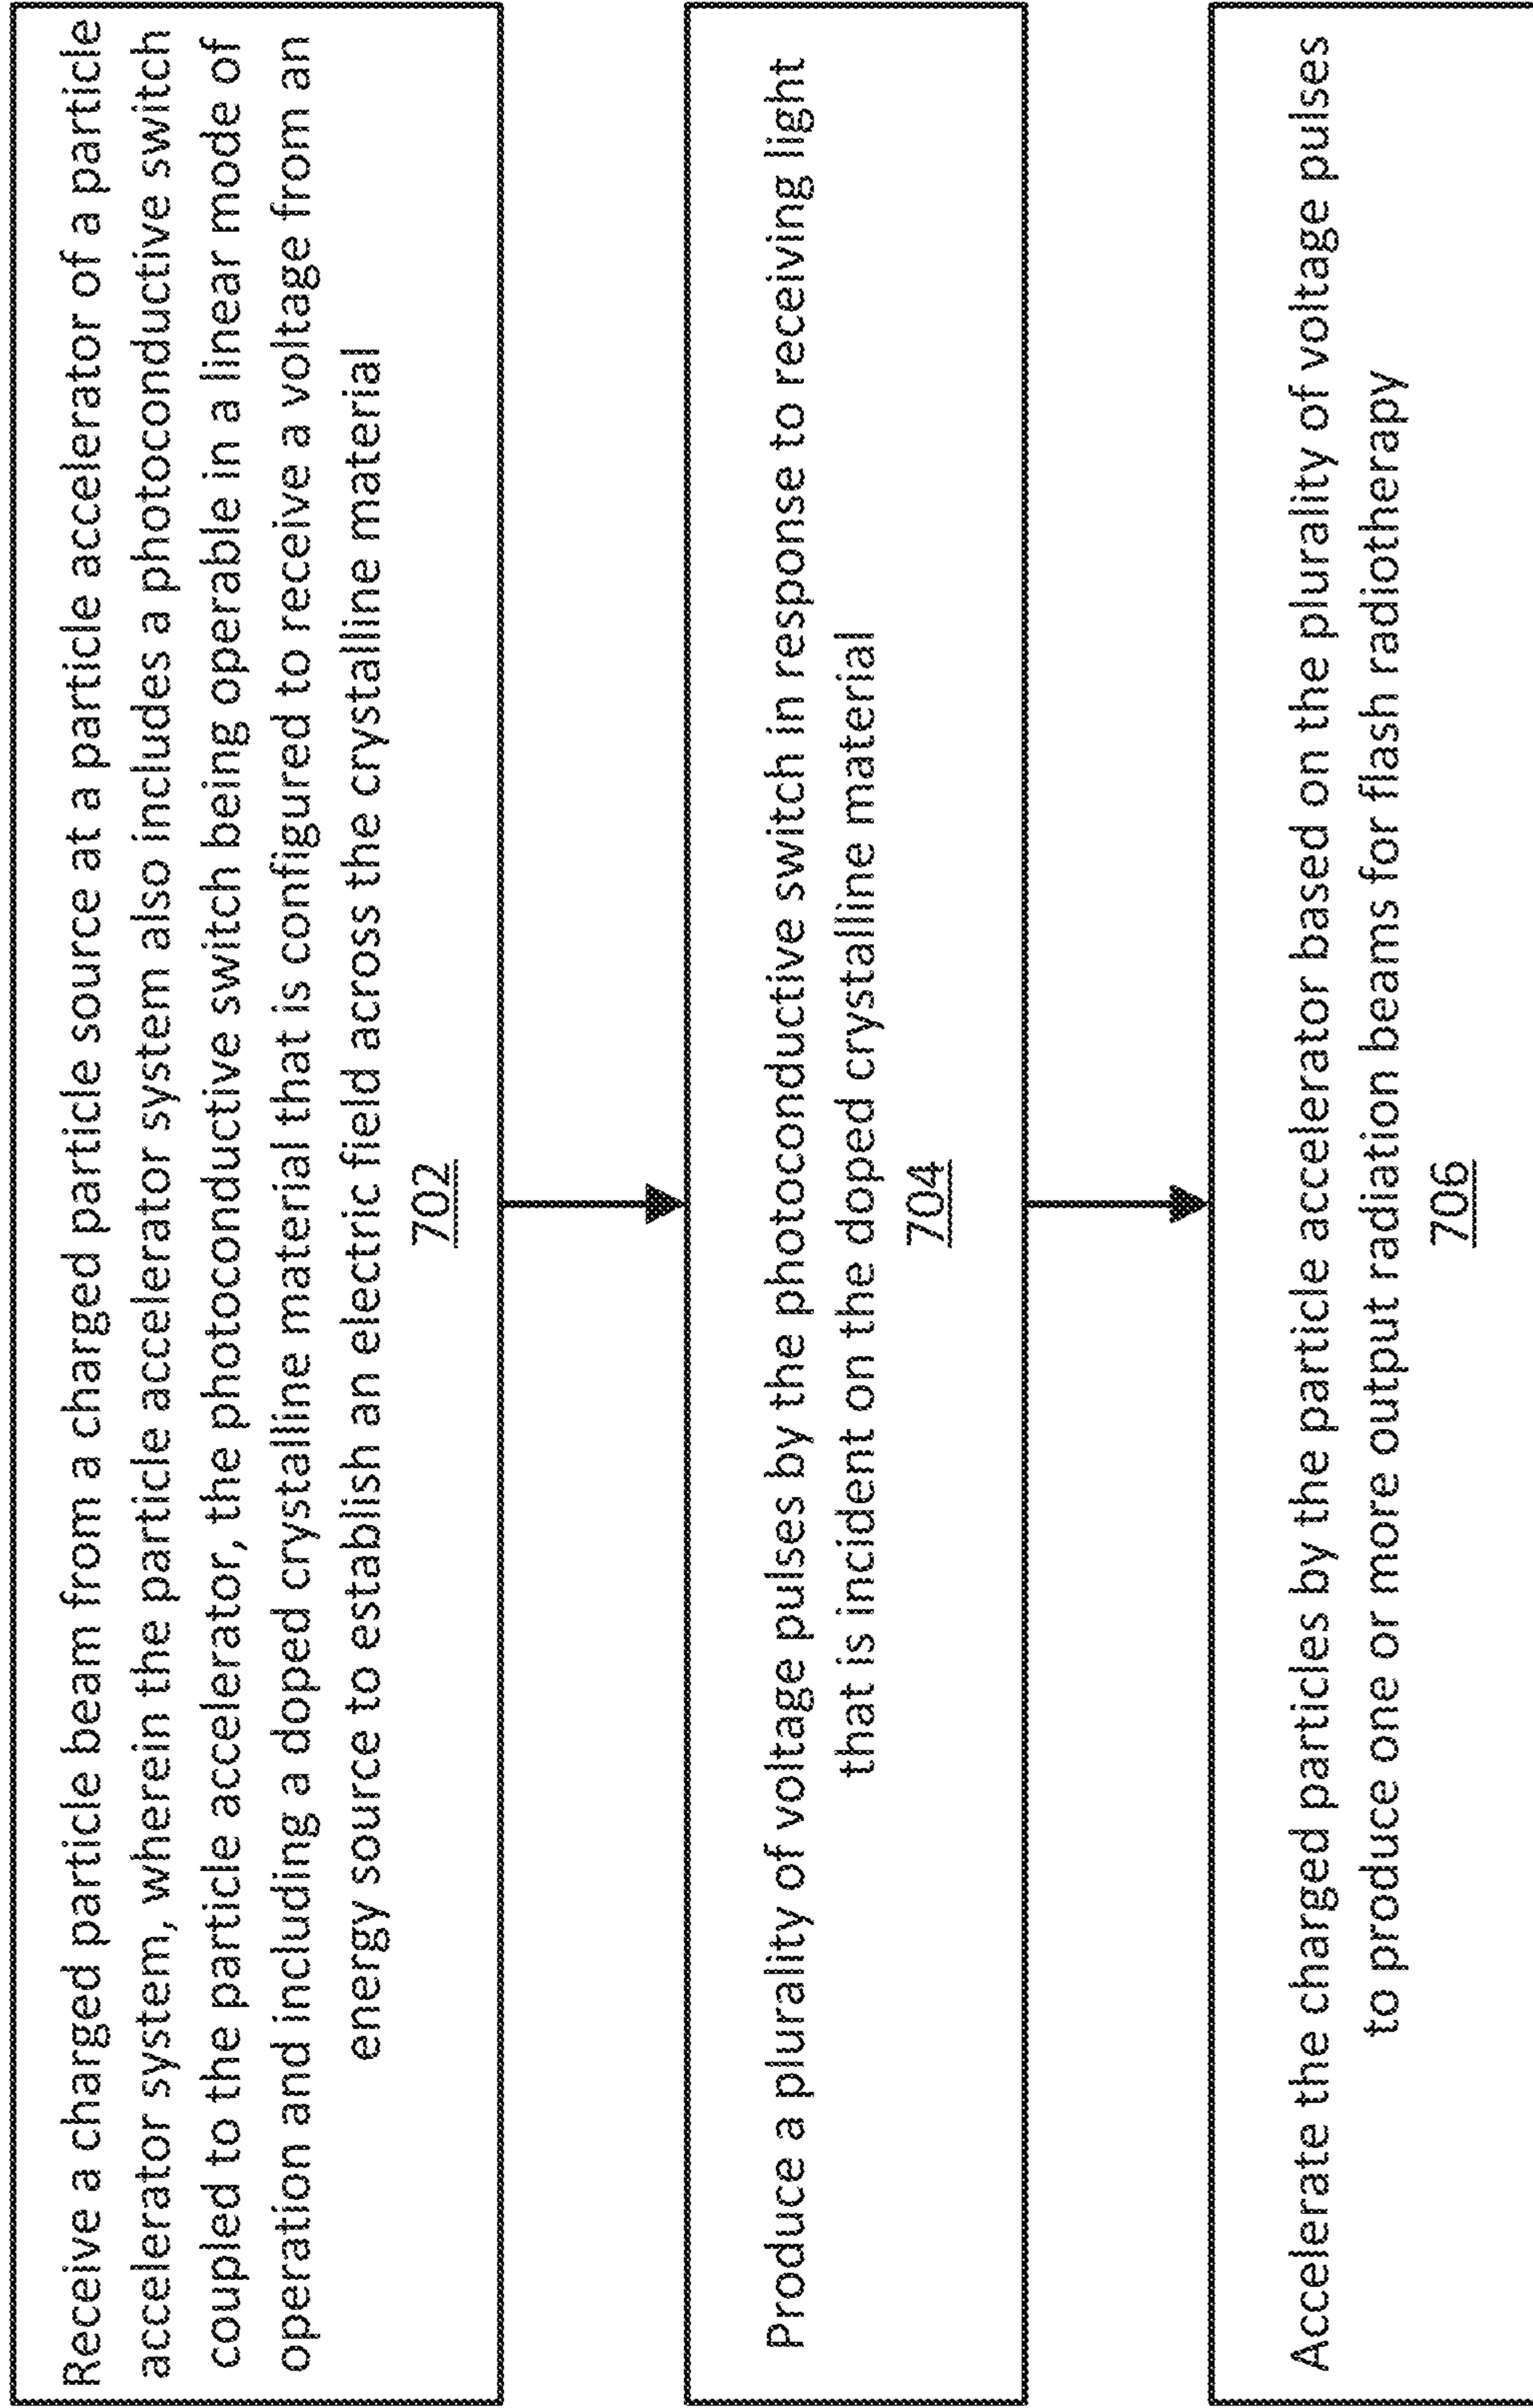 Receive a charged particle beam from a charged particle source at a particle accelerator of a particle
accelerator system, wherein the particle accelerator system also includes a photoconductive switch
coupled to the particle accelerator, the photoconductive switch being operable in a linear mode of
operation and including a doped crystalline material that is configured to receive a voltage from an
energy source to establish an electric field across the crystalline material
702
Produce a plurality of voltage pulses by the photoconductive switch in response to receiving light
that is incident on the doped crystalline material
704
Accelerate the charged particles by the particle accelerator based on the plurality of voltage pulses
to produce one or more output radiation beams for flash radiotherapy
706